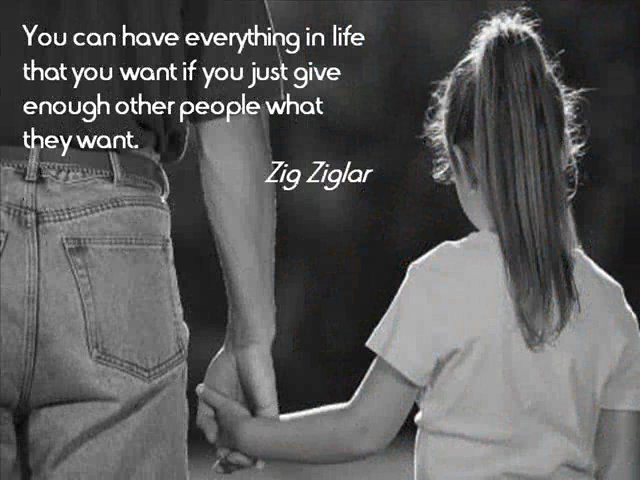 You can have everything in life
that you want if you just give
enough other people what
they want.
Zig Ziglar